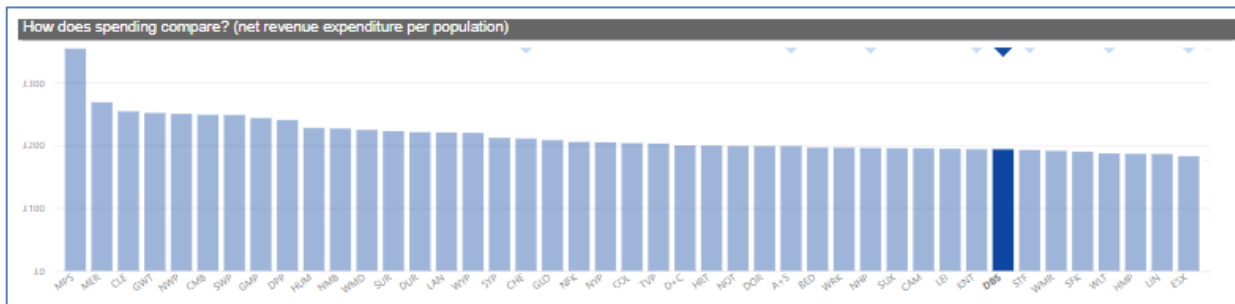 How does spending compare? (net revenue expenditure per population)
£300
£200
£100
£0
MPS MER CLE GWT NWP CMB SWP GMP DPP HUM NMB WMD SUR DUR LAN WYP SYP CHE GLO NFK NYP COL TVP D+C HRT NOT DOR A+S BED WRK NHP SUX CAM LEI KNT DBS STF WMR SFK WLT HMP LIN ESX